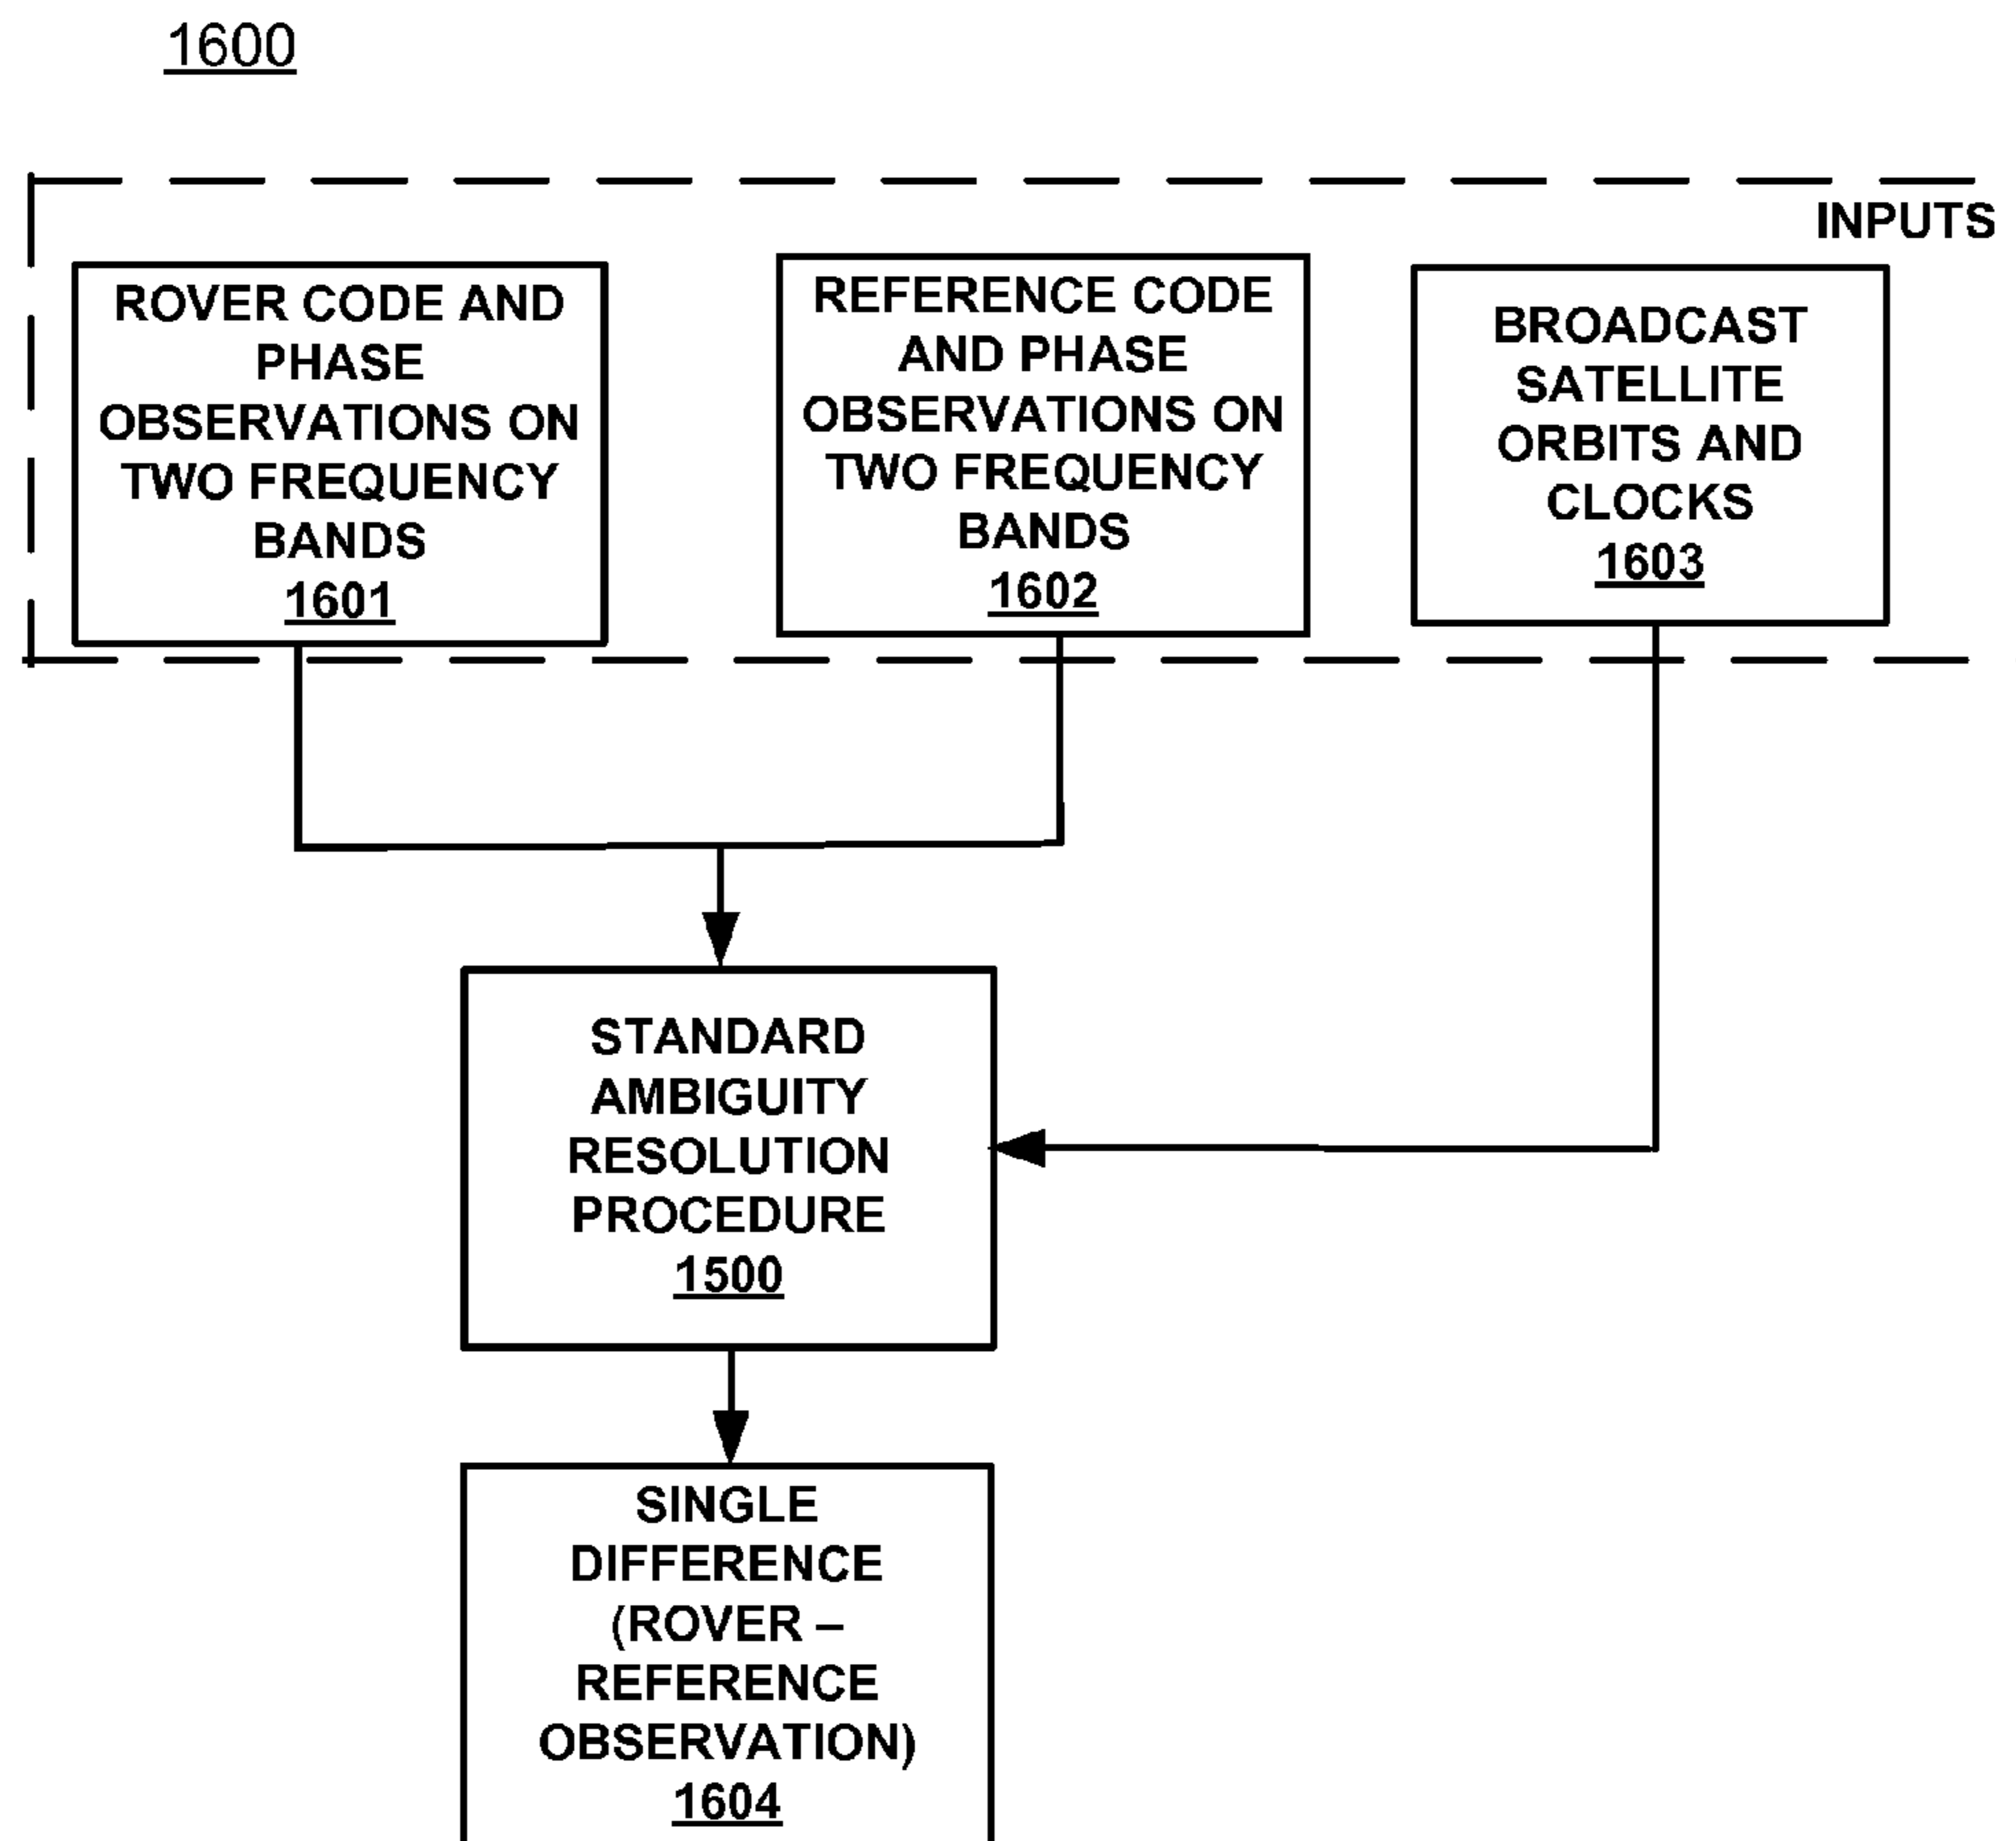 1600
INPUTS
ROVER CODE AND
PHASE
OBSERVATIONS ON
TWO FREQUENCY
BANDS
1601
REFERENCE CODE
AND PHASE
OBSERVATIONS ON
TWO FREQUENCY
BANDS
1602
BROADCAST
SATELLITE
ORBITS AND
CLOCKS
1603
STANDARD
AMBIGUITY
RESOLUTION
PROCEDURE
1500
SINGLE
DIFFERENCE
(ROVER –
REFERENCE
OBSERVATION)
1604